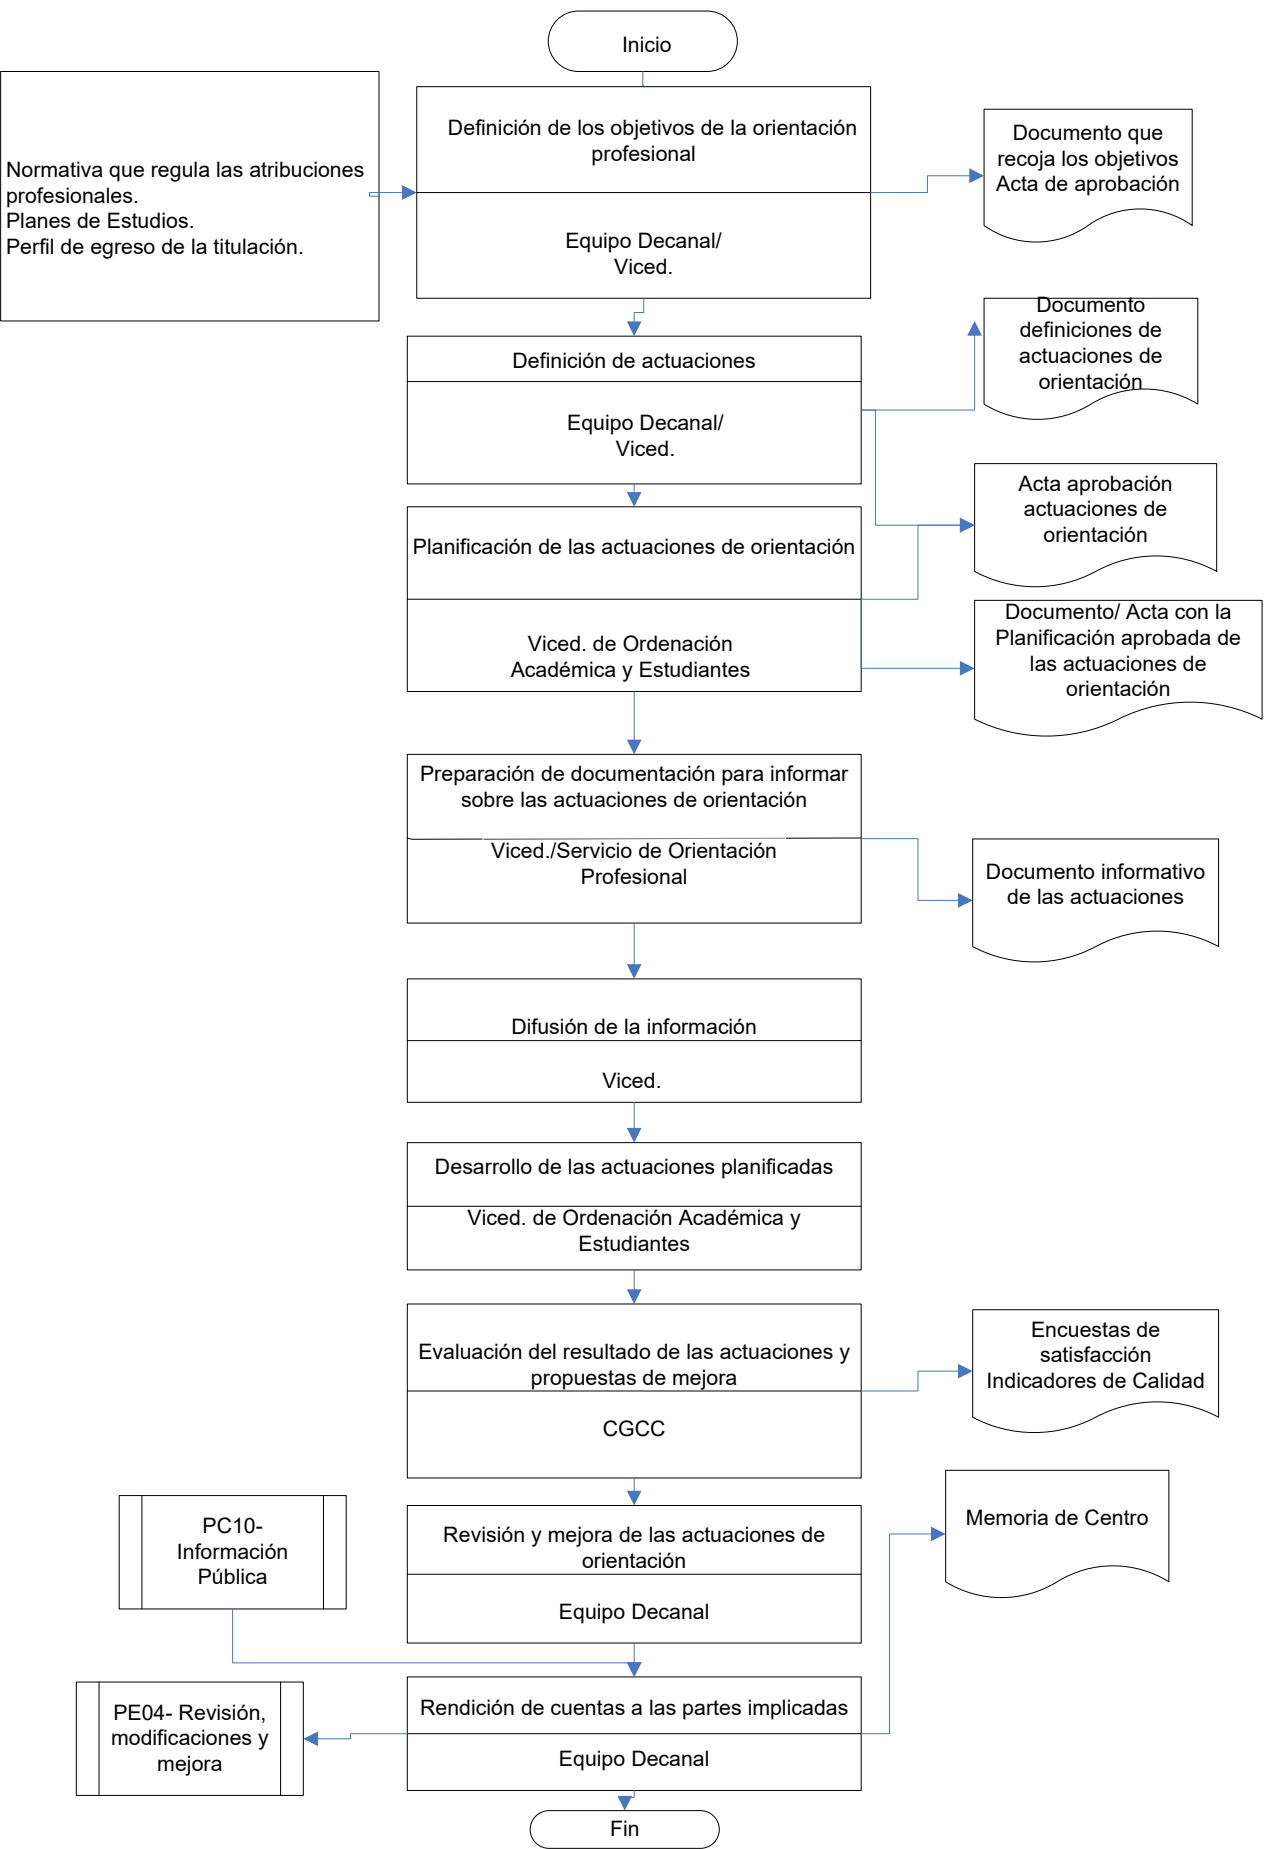 Inicio
Normativa que regula las atribuciones
profesionales.
Planes de Estudios.
Perfil de egreso de la titulación.
Definición de los objetivos de la orientación
profesional
Equipo Decanal/
Viced.
Documento que
recoja los objetivos
Acta de aprobación
Definición de actuaciones
Equipo Decanal/
Viced.
Documento
definiciones de
actuaciones de
orientación
Acta aprobación
actuaciones de
orientación
Planificación de las actuaciones de orientación
Viced. de Ordenación
Académica y Estudiantes
Documento/ Acta con la
Planificación aprobada de
las actuaciones de
orientación
Preparación de documentación para informar
sobre las actuaciones de orientación
Viced./Servicio de Orientación
Profesional
Documento informativo
de las actuaciones
Difusión de la información
Viced.
Desarrollo de las actuaciones planificadas
Viced. de Ordenación Académica y
Estudiantes
Evaluación del resultado de las actuaciones y
propuestas de mejora
CGCC
Encuestas de
satisfacción
Indicadores de Calidad
Memoria de Centro
PC10-
Información
Pública
Revisión y mejora de las actuaciones de
orientación
Equipo Decanal
PE04- Revisión,
modificaciones y
mejora
Rendición de cuentas a las partes implicadas
Equipo Decanal
Fin